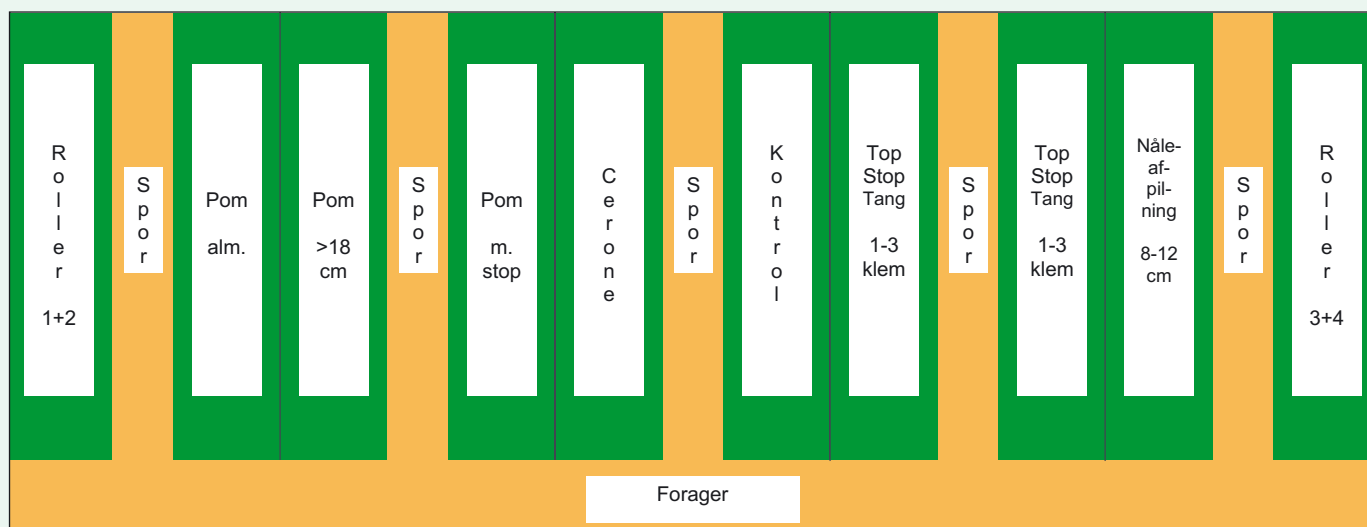 Roller
1+2
Spor
Pom
alm.
Pom
>18
cm
Spor
Pom
m.
stop
Cerone
Spor
Kontrol
Top
Stop
Tang
1-3
klem
Spor
Top
Stop
Tang
1-3
klem
Nåle-
af-
pil-
ning
8-12
cm
Spor
Roller
3+4
Forager